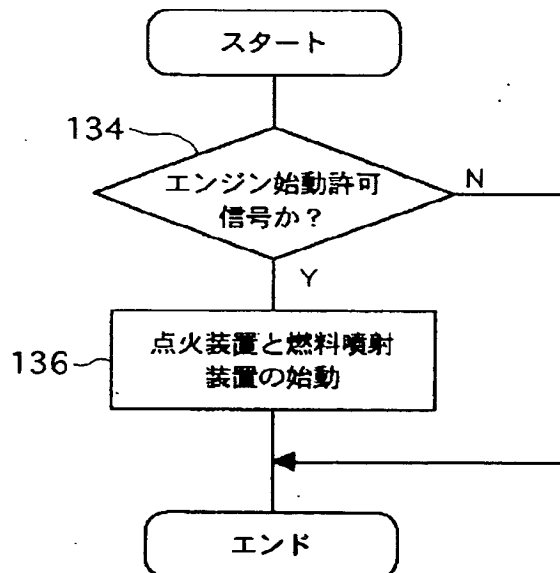 スタート
134
エンジン始動許可
信号か?
N
Y
136
点火装置と燃料噴射
装置の始動
エンド